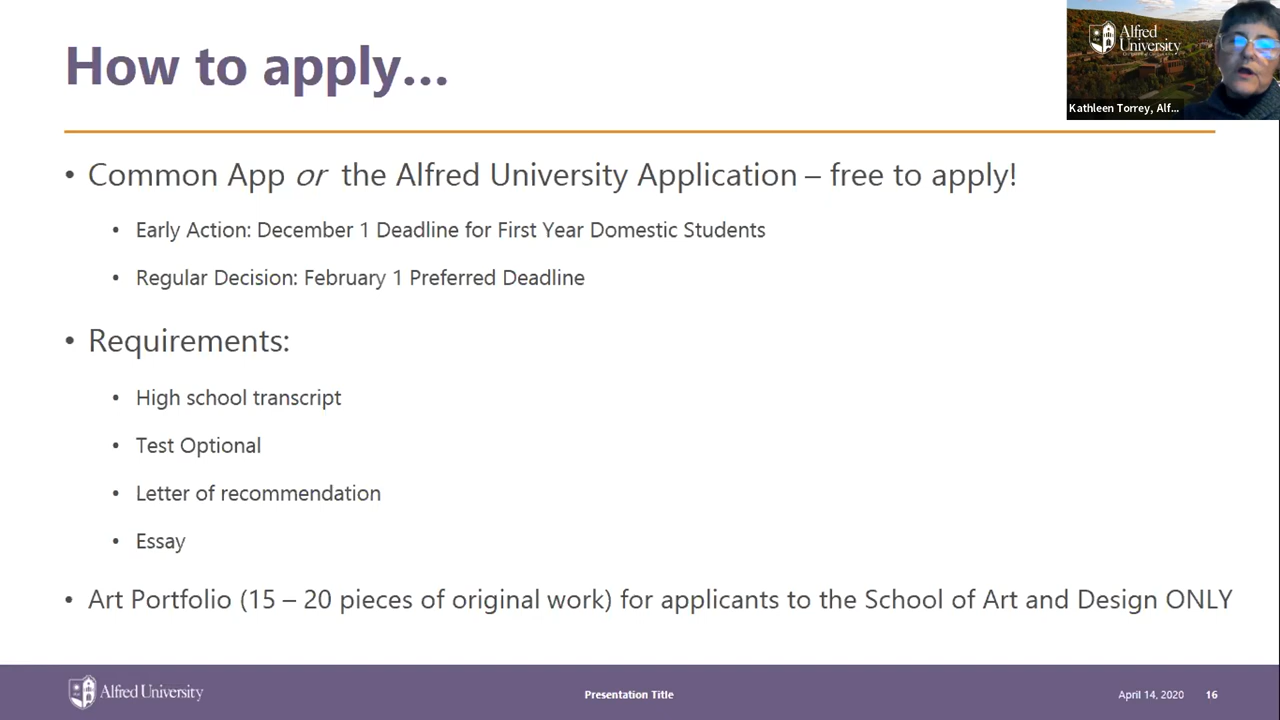 How to apply...
Alfred
University
Kathleen Torrey, Alf...
• Common App or the Alfred University Application – free to apply!
• Early Action: December 1 Deadline for First Year Domestic Students
• Regular Decision: February 1 Preferred Deadline
• Requirements:
• High school transcript
• Test Optional
• Letter of recommendation
• Essay
• Art Portfolio (15 – 20 pieces of original work) for applicants to the School of Art and Design ONLY
Alfred University
Presentation Title
April 14, 2020
16